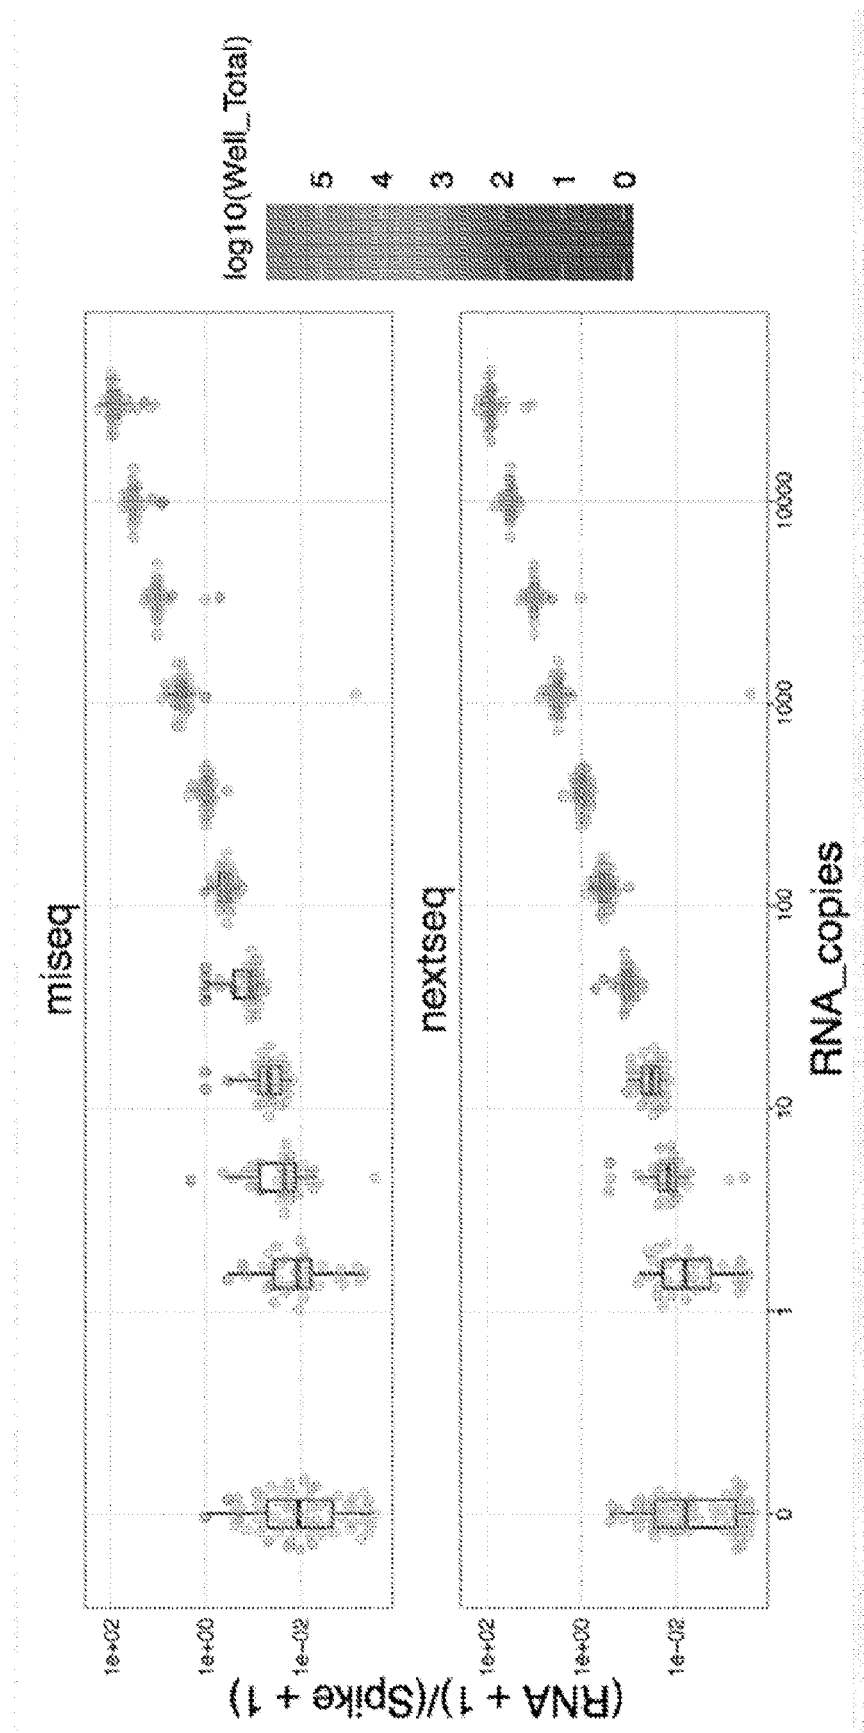 miseq
1e+02
1e+00
1e-02
nextseq
1e+02
1e+00
1e-02
(RNA + 1)/(Spike + 1)
0
1
10
100
1000
10000
RNA_copies
log10(Well_Total)
5
4
3
2
1
0